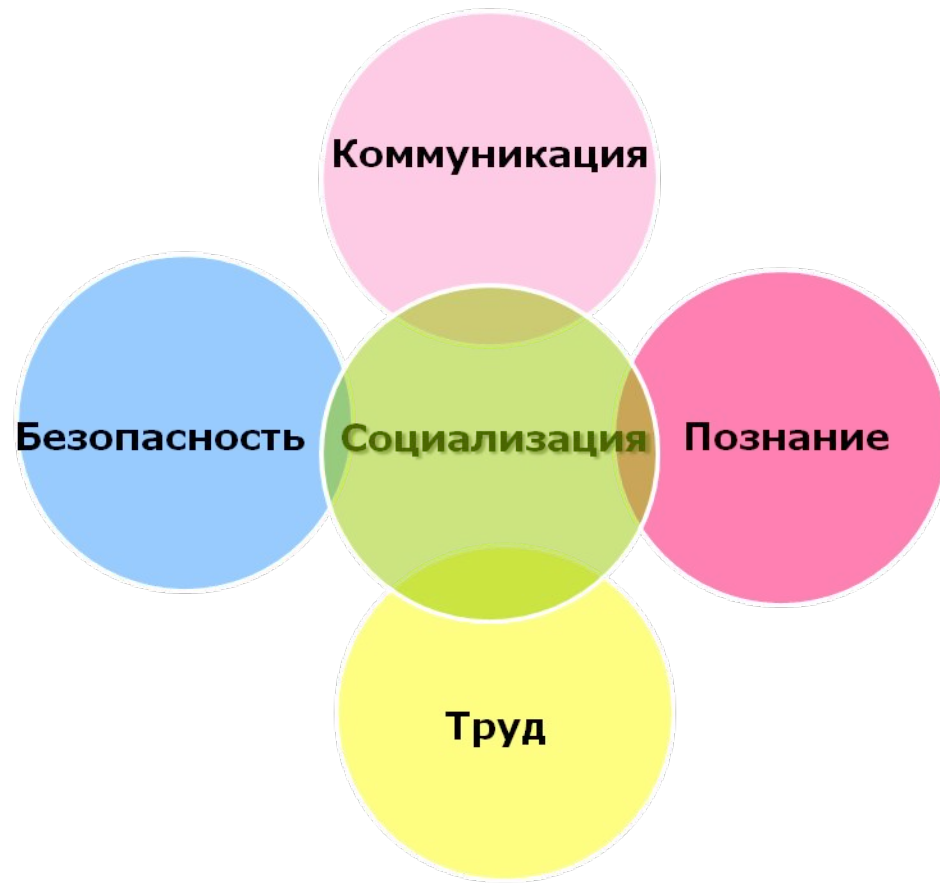 Коммуникация
Безопасность
Социализация
Познание
Труд